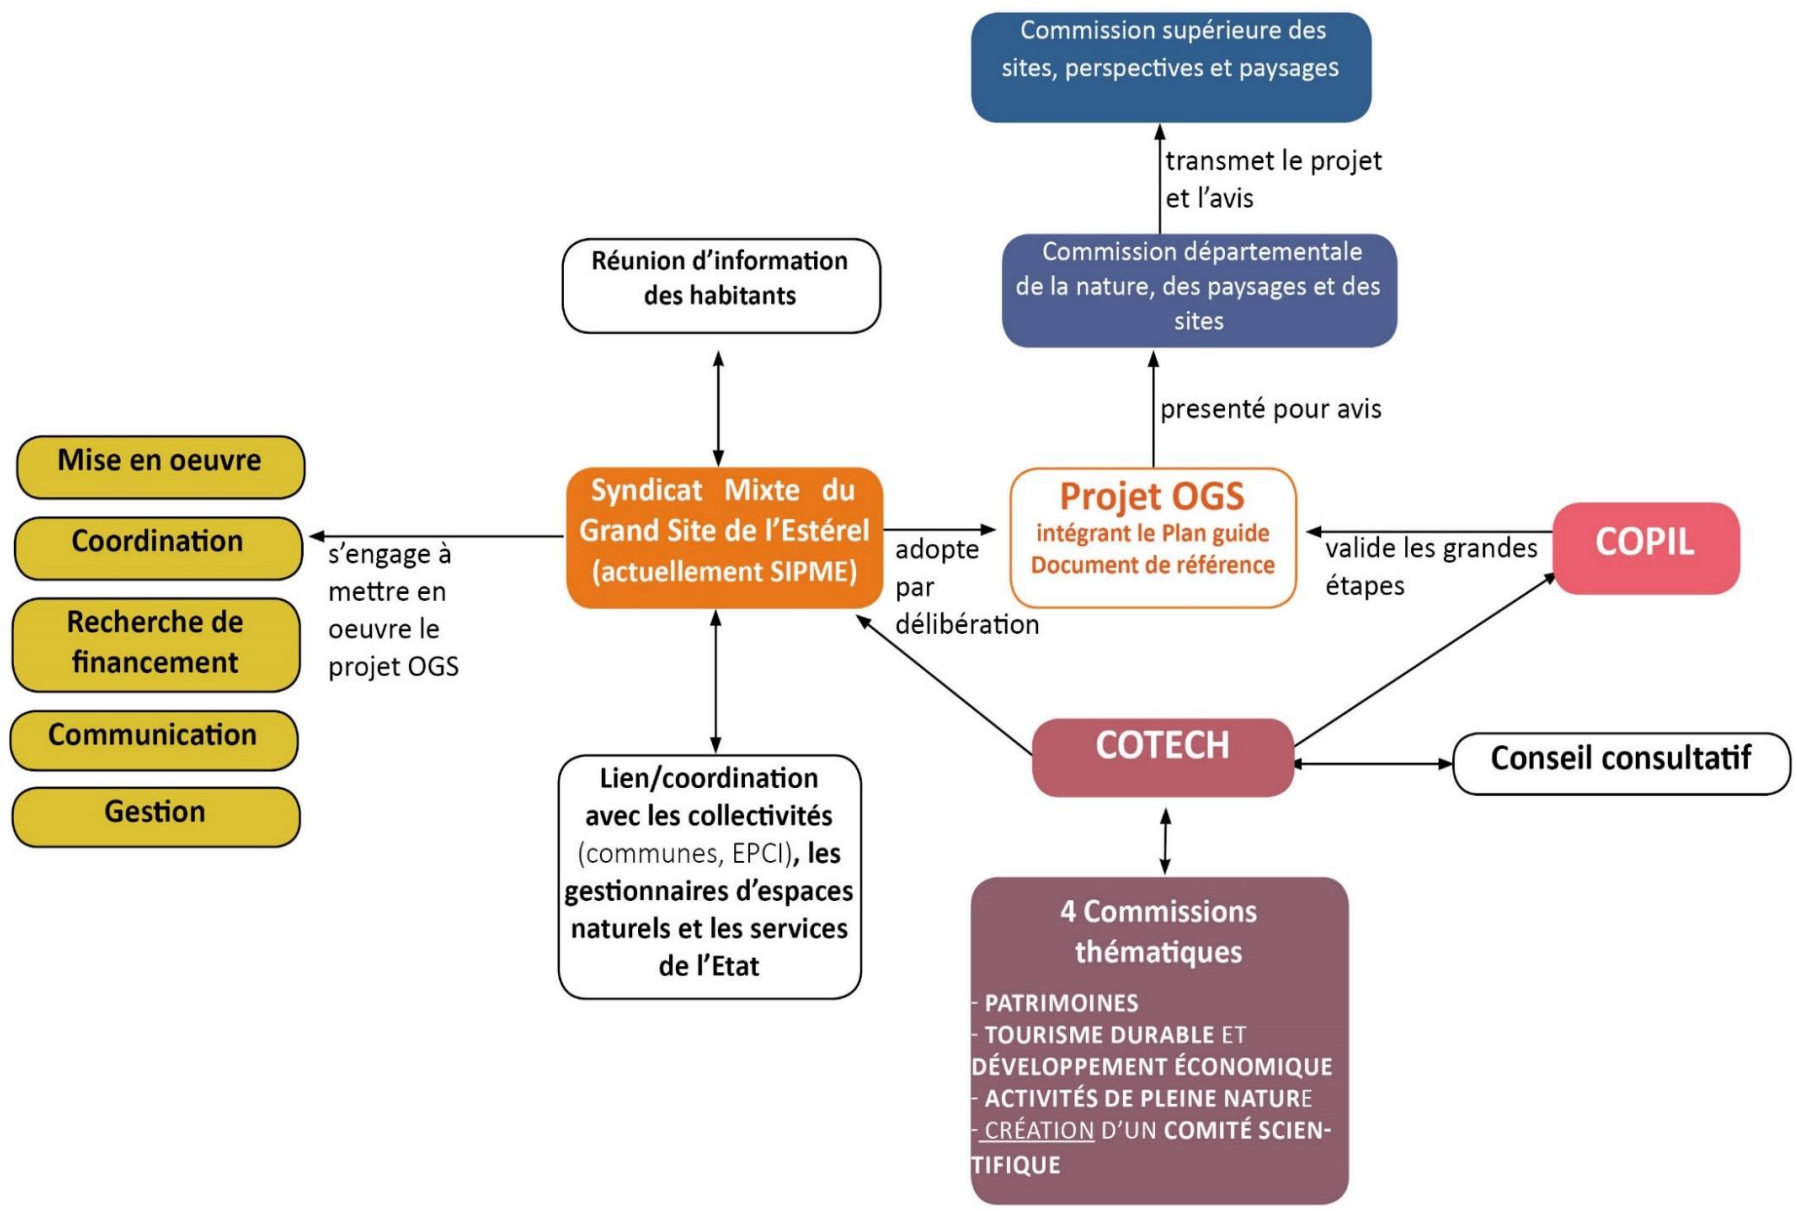 Commission supérieure des
sites, perspectives et paysages
transmet le projet
et l’avis
Commission départementale
de la nature, des paysages et des
sites
presenté pour avis
Réunion d’information
des habitants
Mise en oeuvre
Coordination
Recherche de
financement
Communication
Gestion
s’engage à
mettre en
oeuvre le
projet OGS
Syndicat Mixte du
Grand Site de l’Estérel
(actuellement SIPME)
adopte
par
délibération
Projet OGS
intégrant le Plan guide
Document de référence
valide les grandes
étapes
COPIL
COTECH
Conseil consultatif
Lien/coordination
avec les collectivités
(communes, EPCI), les
gestionnaires d’espaces
naturels et les services
de l’Etat
4 Commissions
thématiques
- PATRIMOINES
- TOURISME DURABLE ET
DÉVELOPPEMENT ÉCONOMIQUE
- ACTIVITÉS DE PLEINE NATURE
- CRÉATION D’UN COMITÉ SCIEN-
TIFIQUE